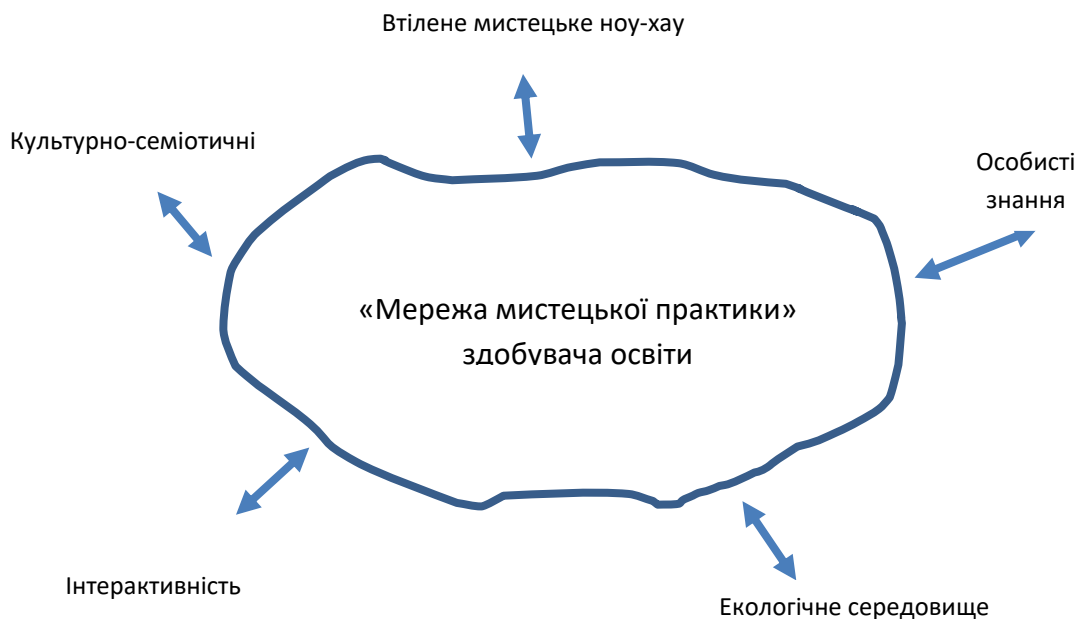 Втілене мистецьке ноу-хау
Культурно-семіотичні
Особисті
знання
«Мережа мистецької практики»
здобувача освіти
Інтерактивність
Екологічне середовище